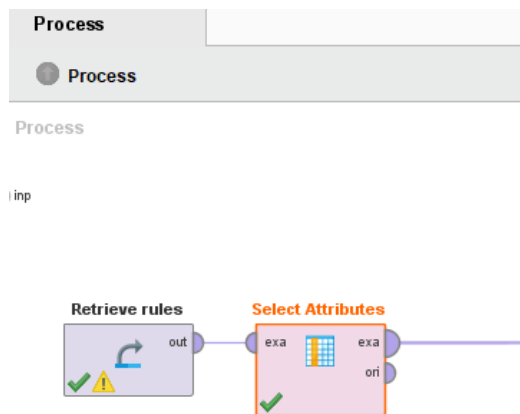 Process
Process
Process
inp
Retrieve rules
Select Attributes
out
exa
exa
ori